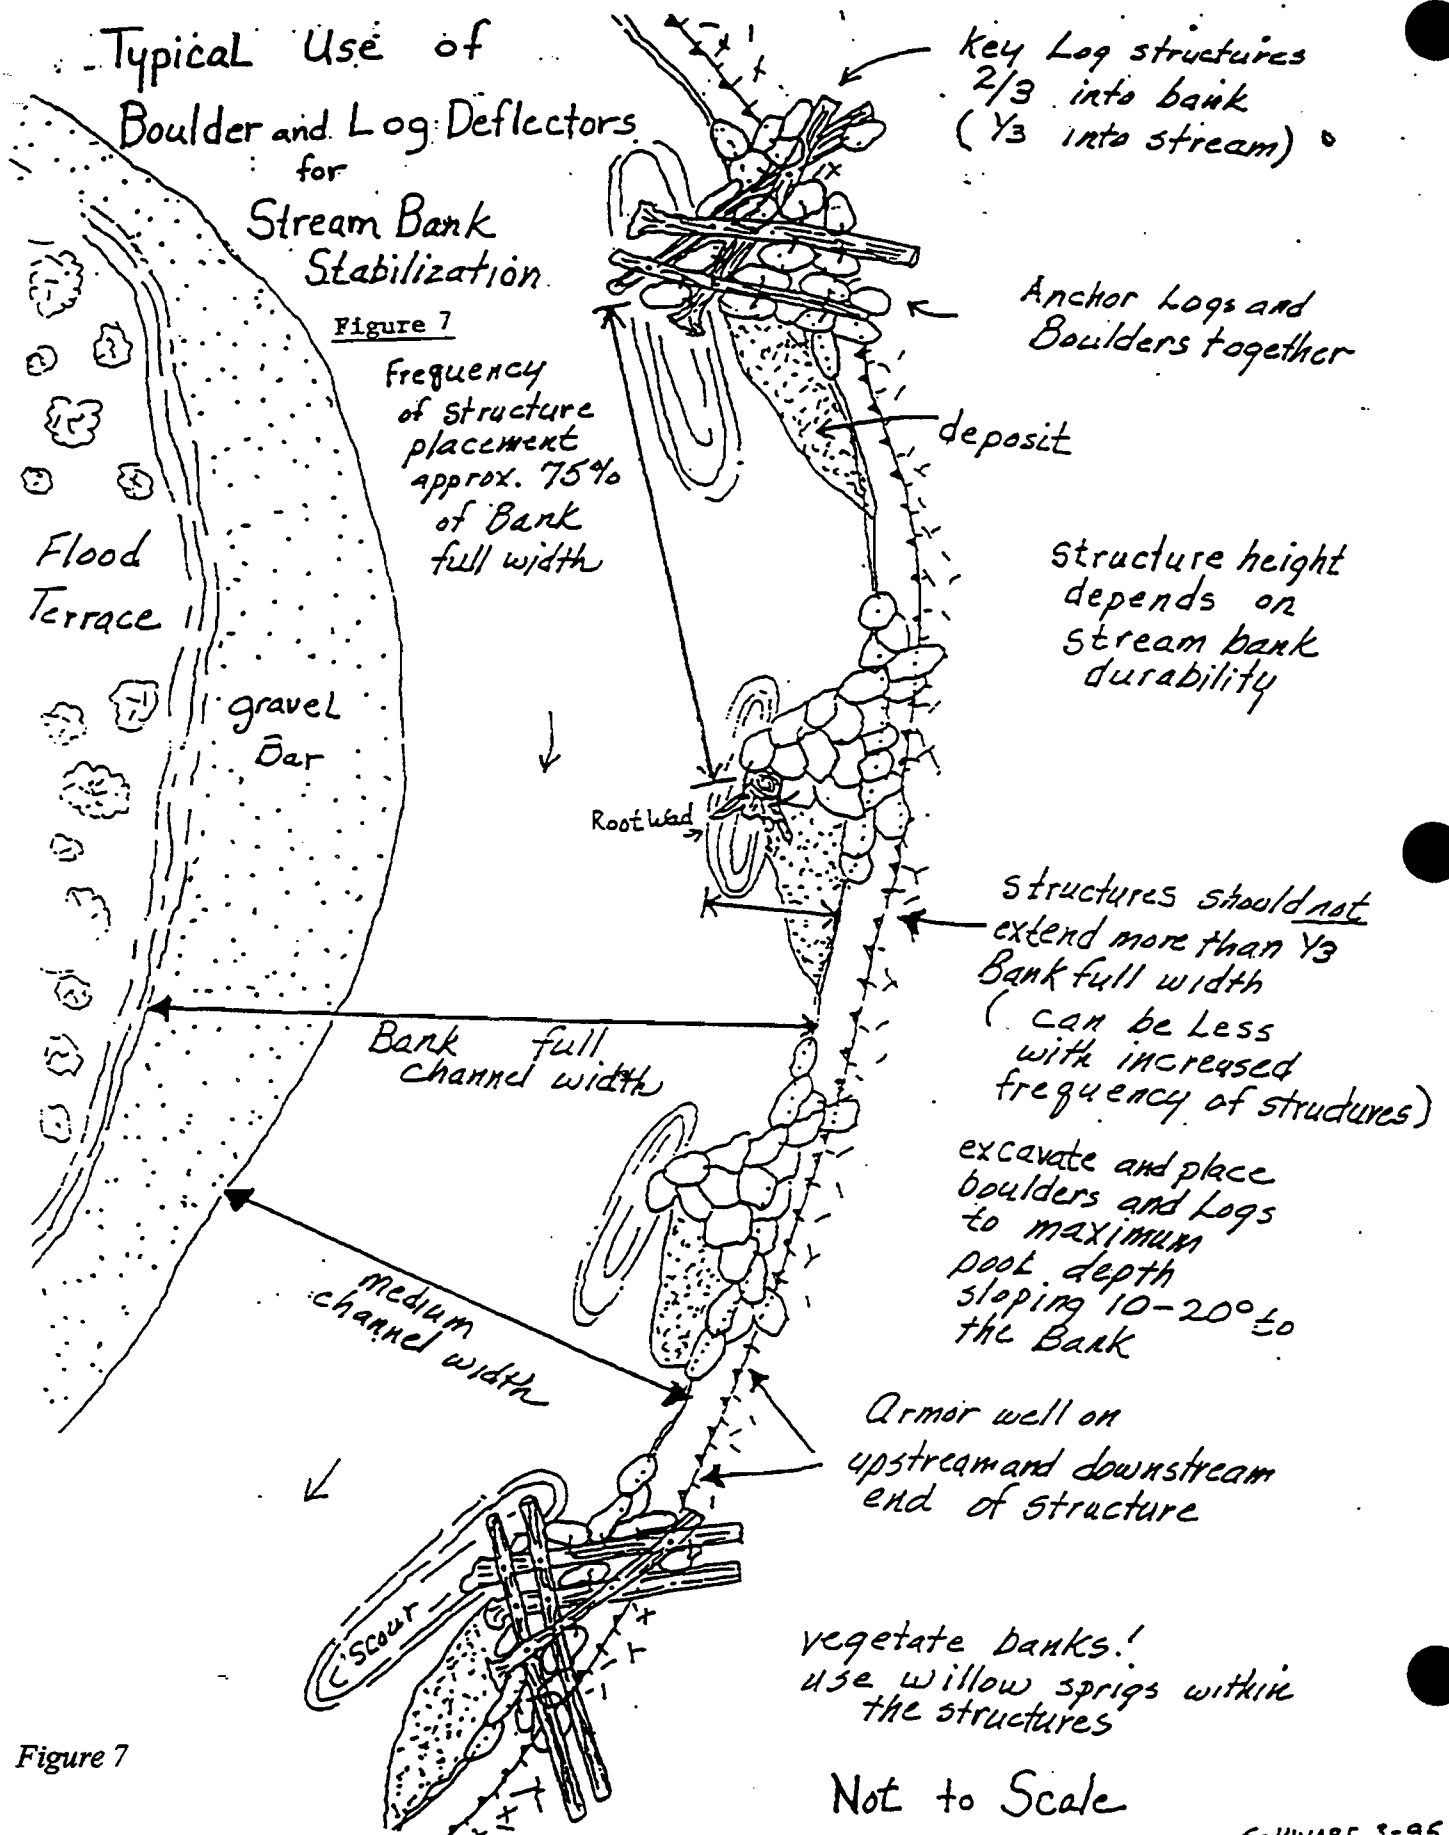 Typical Use of
Boulder and Log Deflectors
for
Stream Bank
Stabilization
Figure 7
Frequency
of structure
placement
approx. 75%
of Bank
full width
Key Log structures
2/3 into bank
(1/3 into stream)
Anchor Logs and
Boulders together
deposit
Flood
Terrace
gravel
Bar
structure height
depends on
stream bank
durability
Root Wad
structures should not
extend more than 1/3
Bank full width
(can be Less
with increased
frequency of structures)
Bank full
channel width
excavate and place
boulders and Logs
to maximum
pool depth
sloping 10-20° to
the Bank
medium
channel width
Armor well on
upstream and downstream
end of structure
Scour
vegetate banks!
use willow sprigs within
the structures
Figure 7
Not to Scale
3-95